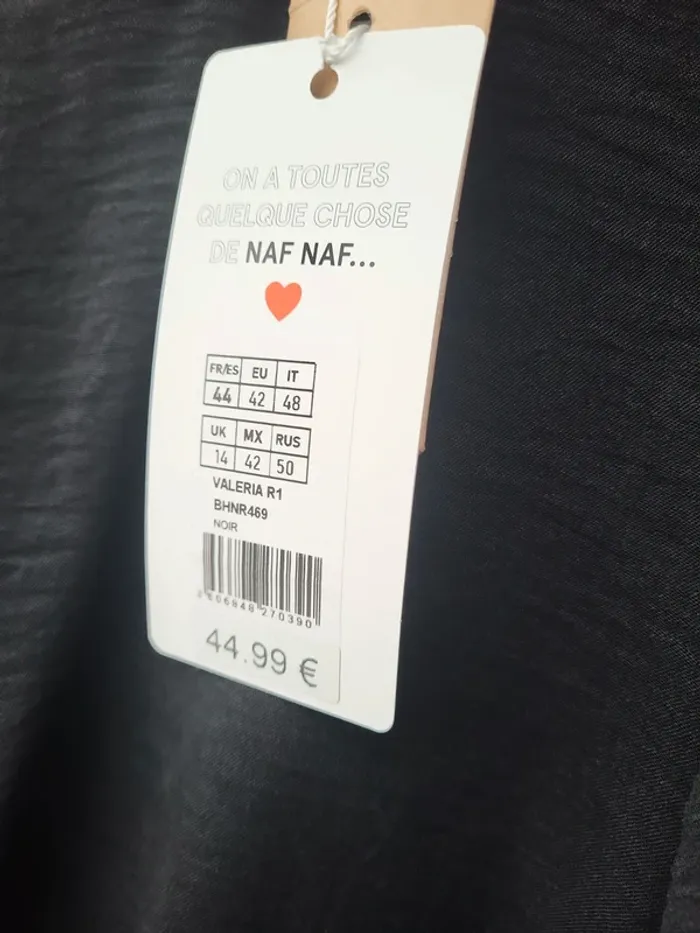 ON A TOUTES
QUELQUE CHOSE
DE NAF NAF...
FR/ES EU IT
44 42 48
UK MX RUS
14 42 50
VALERIA R1
BHNR469
NOIR
270390
44.99 €